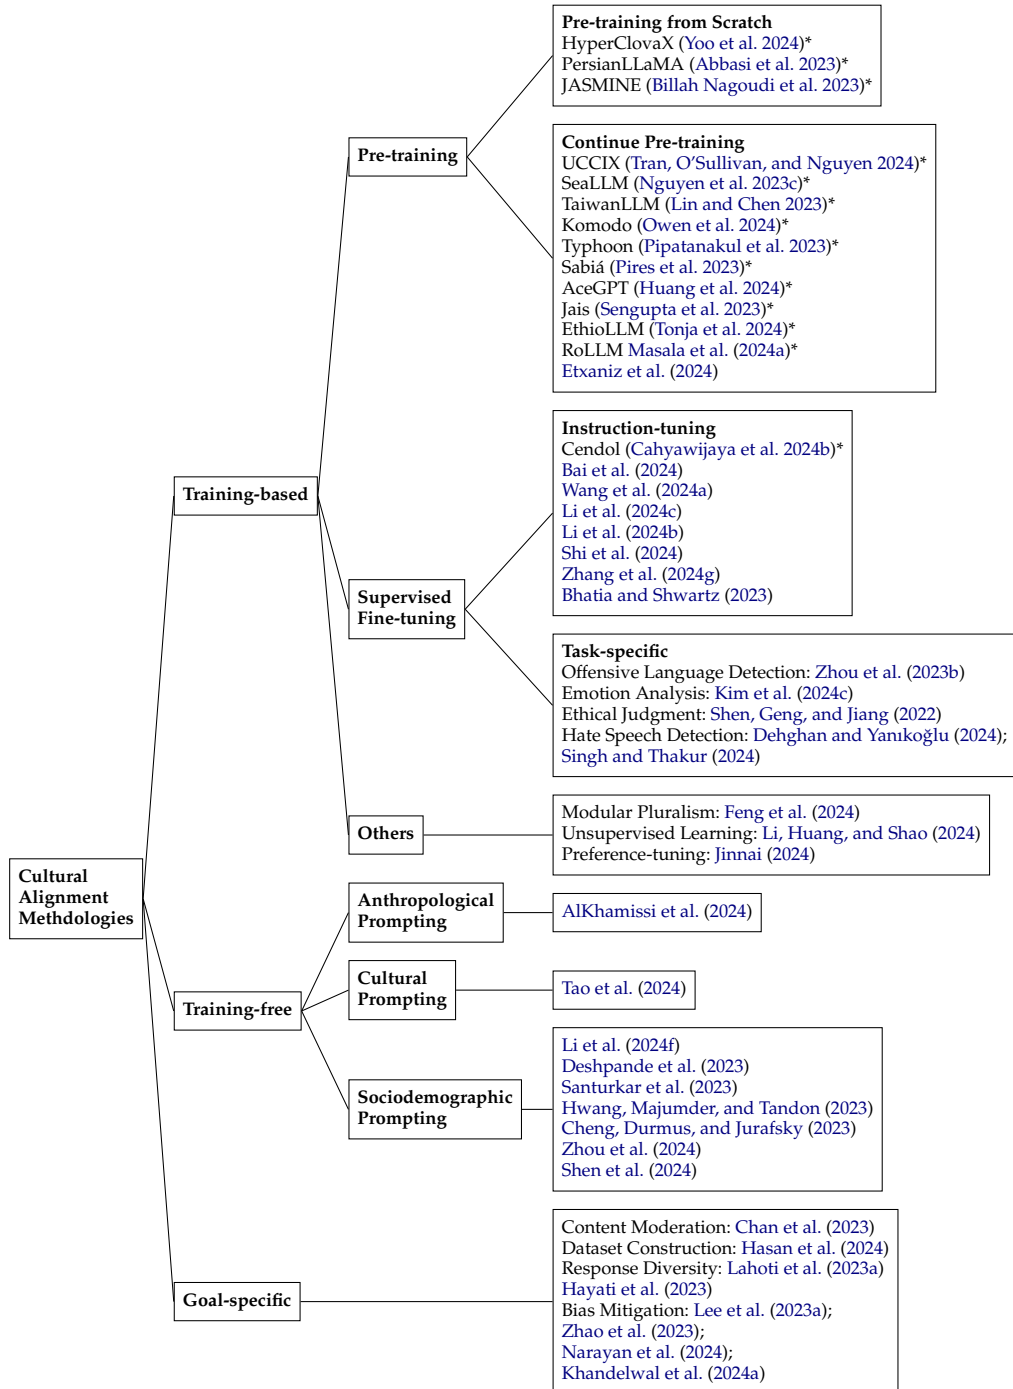 Cultural
Alignment
Methdologies
Training-based
Pre-training
Pre-training from Scratch
HyperClovaX (Yoo et al. 2024)*
PersianLLaMA (Abbasi et al. 2023)*
JASMINE (Billah Nagoudi et al. 2023)*
Continue Pre-training
UCCIX (Tran, O'Sullivan, and Nguyen 2024)*
SeaLLM (Nguyen et al. 2023c)*
TaiwanLLM (Lin and Chen 2023)*
Komodo (Owen et al. 2024)*
Typhoon (Pipatanakul et al. 2023)*
Sabiá (Pires et al. 2023)*
AceGPT (Huang et al. 2024)*
Jais (Sengupta et al. 2023)*
EthioLLM (Tonja et al. 2024)*
RoLLM Masala et al. (2024a)*
Etxaniz et al. (2024)
Supervised
Fine-tuning
Instruction-tuning
Cendol (Cahyawijaya et al. 2024b)*
Bai et al. (2024)
Wang et al. (2024a)
Li et al. (2024c)
Li et al. (2024b)
Shi et al. (2024)
Zhang et al. (2024g)
Bhatia and Shwartz (2023)
Task-specific
Offensive Language Detection: Zhou et al. (2023b)
Emotion Analysis: Kim et al. (2024c)
Ethical Judgment: Shen, Geng, and Jiang (2022)
Hate Speech Detection: Dehghan and Yanıkoğlu (2024);
Singh and Thakur (2024)
Others
Modular Pluralism: Feng et al. (2024)
Unsupervised Learning: Li, Huang, and Shao (2024)
Preference-tuning: Jinnai (2024)
Training-free
Anthropological
Prompting
AlKhamissi et al. (2024)
Cultural
Prompting
Tao et al. (2024)
Sociodemographic
Prompting
Li et al. (2024f)
Deshpande et al. (2023)
Santurkar et al. (2023)
Hwang, Majumder, and Tandon (2023)
Cheng, Durmus, and Jurafsky (2023)
Zhou et al. (2024)
Shen et al. (2024)
Goal-specific
Content Moderation: Chan et al. (2023)
Dataset Construction: Hasan et al. (2024)
Response Diversity: Lahoti et al. (2023a)
Hayati et al. (2023)
Bias Mitigation: Lee et al. (2023a);
Zhao et al. (2023);
Narayan et al. (2024);
Khandelwal et al. (2024a)